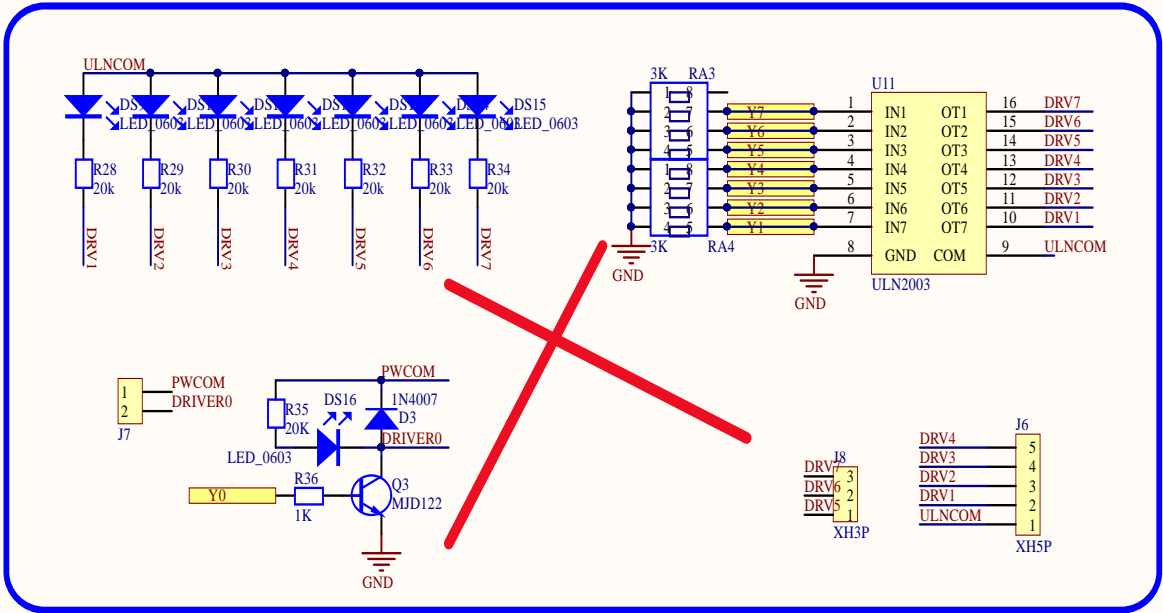 ULNCOM
DS15
LED_0603
R28
20k
R29
20k
R30
20k
R31
20k
R32
20k
R33
20k
R34
20k
DRV1
DRV2
DRV3
DRV4
DRV5
DRV6
DRV7
3K RA3
1 8
2 7
3 6
4 5
1 8
2 7
3 6
4 5
3K RA4
GND
Y7
Y6
Y5
Y4
Y3
Y2
Y1
U11
1 IN1 OT1 16 DRV7
2 IN2 OT2 15 DRV6
3 IN3 OT3 14 DRV5
4 IN4 OT4 13 DRV4
5 IN5 OT5 12 DRV3
6 IN6 OT6 11 DRV2
7 IN7 OT7 10 DRV1
8 GND COM 9 ULNCOM
ULN2003
GND
1 PWCOM
2 DRIVER0
J7
PWCOM
R35
20K
DS16
LED_0603
1N4007
D3
DRIVER0
Y0
R36
1K
Q3
MJD122
GND
J8
DRV7 3
DRV6 2
DRV5 1
XH3P
J6
DRV4 5
DRV3 4
DRV2 3
DRV1 2
ULNCOM 1
XH5P